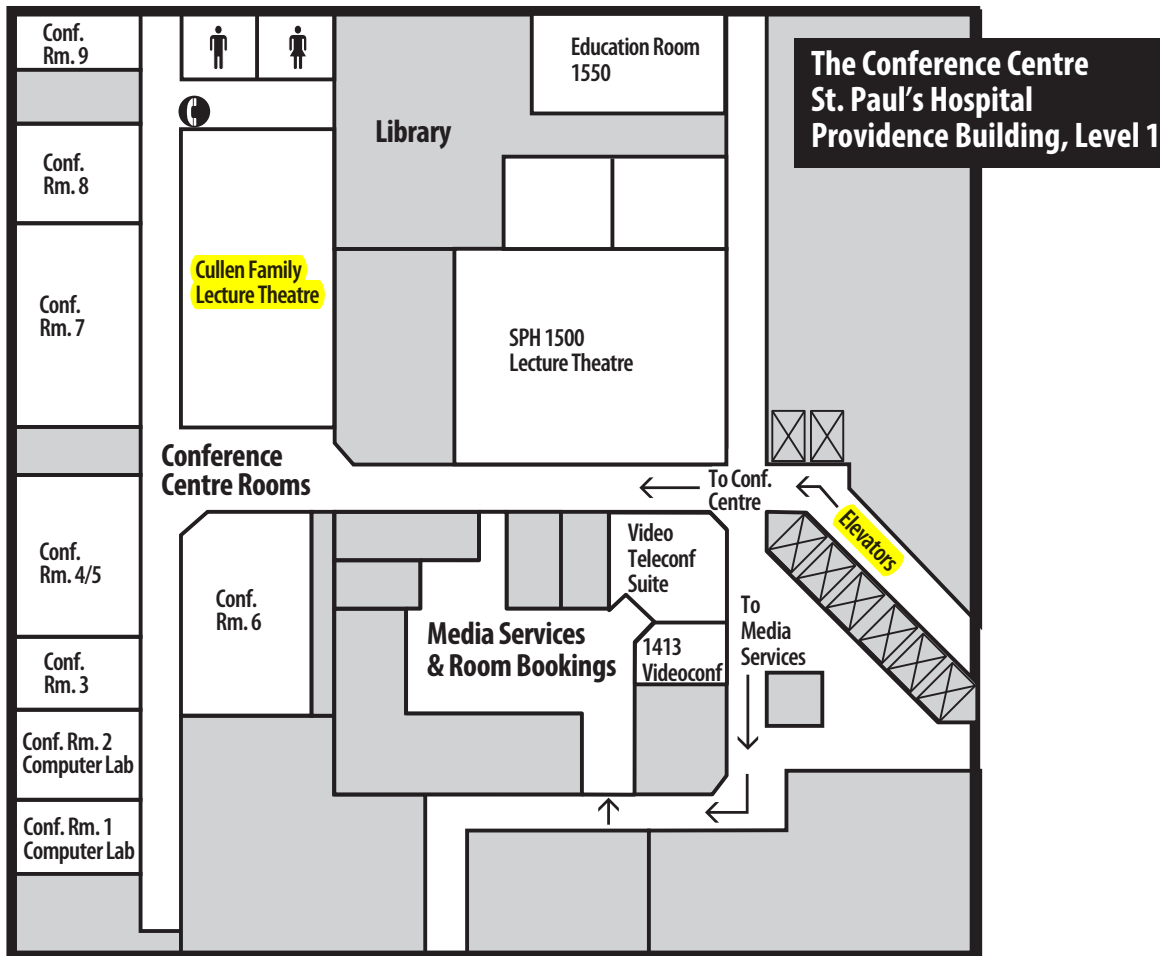 Conf.
Rm. 9
Education Room
1550
The Conference Centre
St. Paul's Hospital
Providence Building, Level 1
Library
Conf.
Rm. 8
Cullen Family
Lecture Theatre
Conf.
Rm. 7
SPH 1500
Lecture Theatre
Conference
Centre Rooms
To Conf.
Centre
Elevators
Conf.
Rm. 4/5
Video
Teleconf
Suite
Conf.
Rm. 6
To
Media
Services
Media Services
& Room Bookings
1413
Videoconf
Conf.
Rm. 3
Conf. Rm. 2
Computer Lab
Conf. Rm. 1
Computer Lab